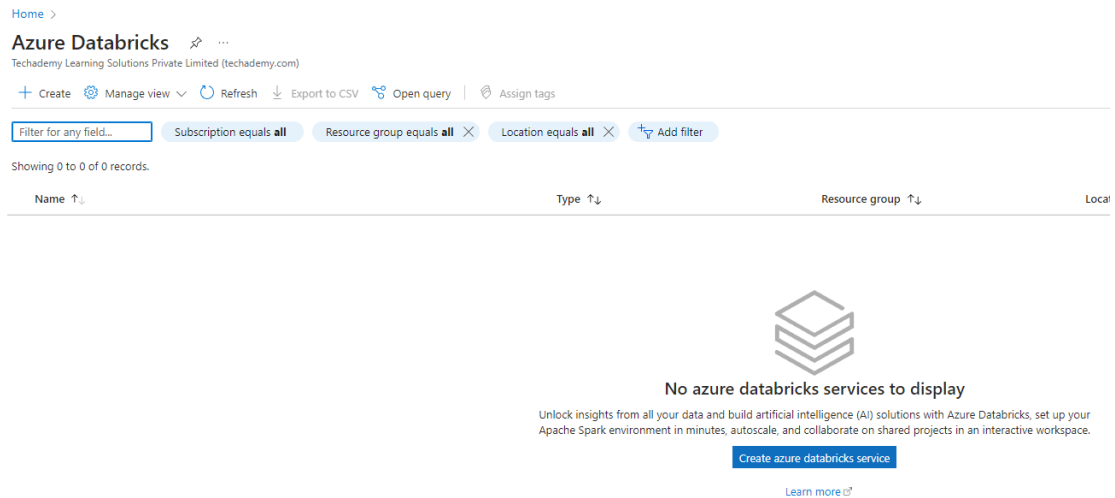 Home >
Azure Databricks ...
Techademy Learning Solutions Private Limited (techademy.com)
+ Create Manage view Refresh Export to CSV Open query Assign tags
Filter for any field... Subscription equals all Resource group equals all Location equals all Add filter
Showing 0 to 0 of 0 records.
Name ↑↓ Type ↑↓ Resource group ↑↓ Locat
No azure databricks services to display
Unlock insights from all your data and build artificial intelligence (AI) solutions with Azure Databricks, set up your
Apache Spark environment in minutes, autoscale, and collaborate on shared projects in an interactive workspace.
Create azure databricks service
Learn more